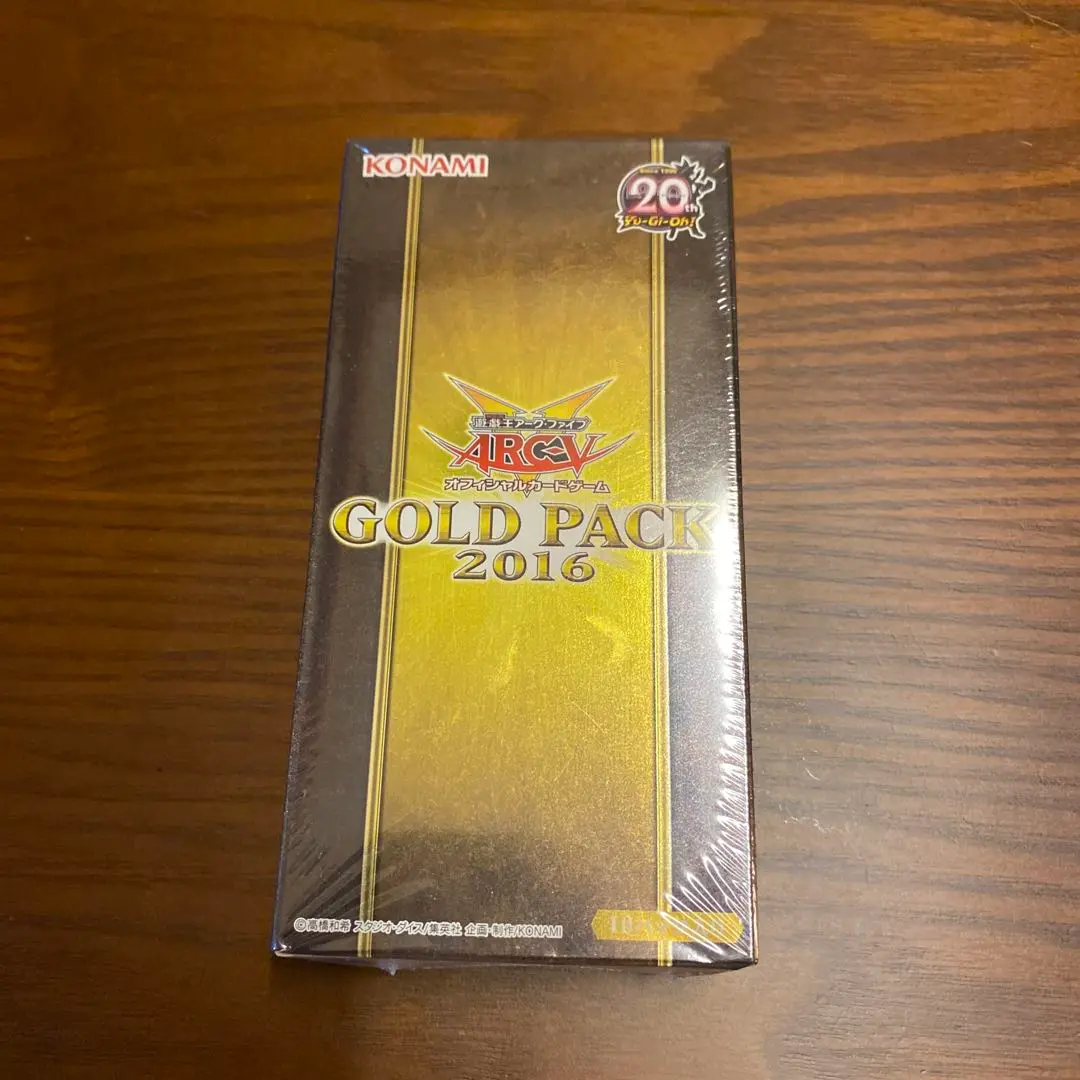 KONAMI
Since 1996
20th
Yu-Gi-Oh!
遊戯王アーク・ファイブ
ARC-V
オフィシャルカードゲーム
GOLD PACK
2016
©高橋和希 スタジオ・ダイス/集英社 企画・制作/KONAMI